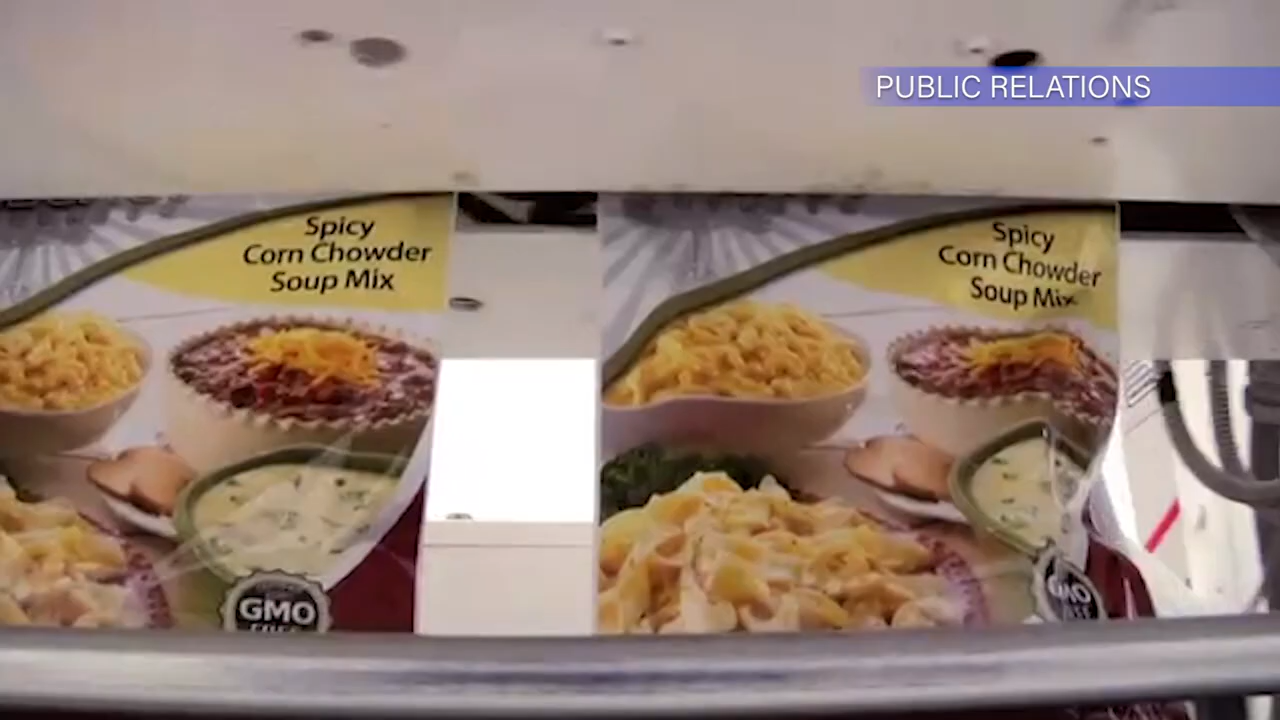 PUBLIC RELATIONS
Spicy
Corn Chowder
Soup Mix
Spicy
Corn Chowder
Soup Mix
GMO
GMO